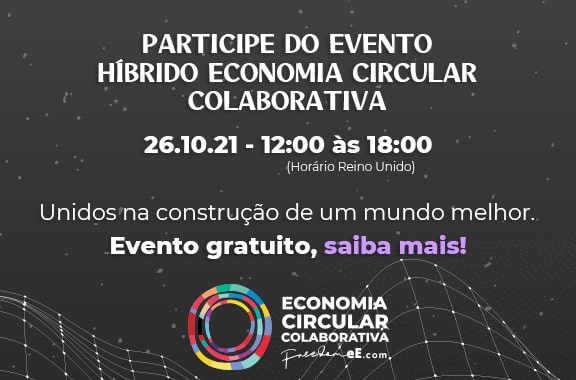 PARTICIPE DO EVENTO
HÍBRIDO ECONOMIA CIRCULAR
COLABORATIVA
26.10.21 - 12:00 às 18:00
(Horário Reino Unido)
Unidos na construção de um mundo melhor.
Evento gratuito, saiba mais!
ECONOMIA
CIRCULAR
COLABORATIVA
FreedomeE.com